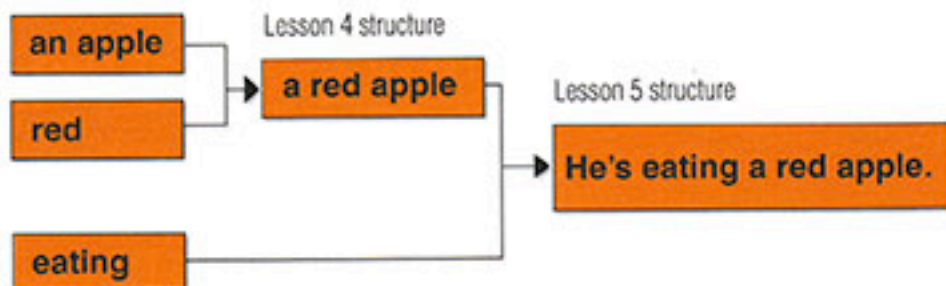 an apple
Lesson 4 structure
red
a red apple
Lesson 5 structure
He's eating a red apple.
eating